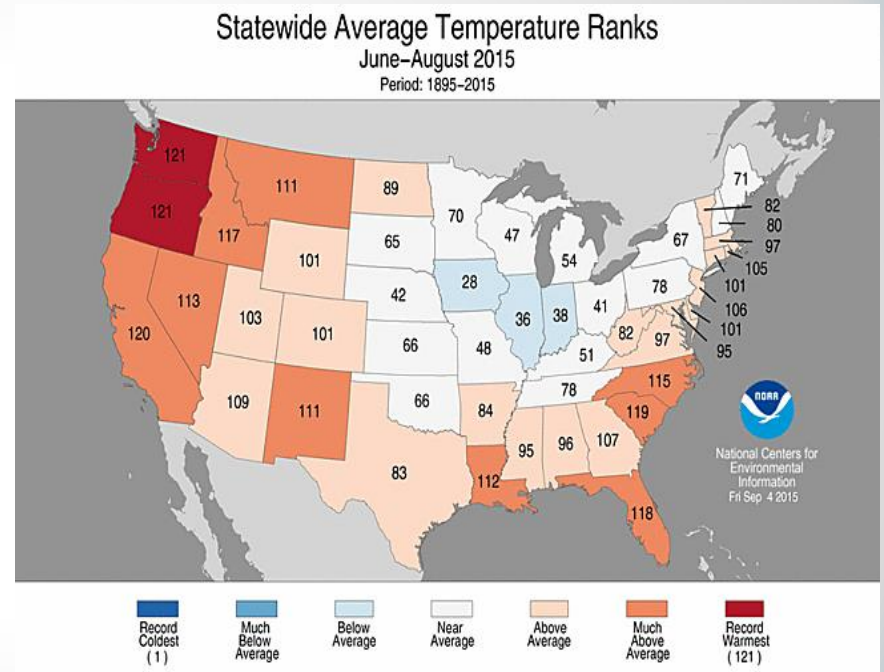 Statewide Average Temperature Ranks
June–August 2015
Period: 1895–2015
121
121
111
89
117
101
65
70
47
54
71
82
80
97
105
101
106
101
95
67
78
120
113
103
101
42
28
36
38
41
82
97
66
48
51
109
111
66
84
78
115
119
83
112
95
96
107
118
NOAA
National Centers for
Environmental
Information
Fri Sep 4 2015
Record
Coldest
(1)
Much
Below
Average
Below
Average
Near
Average
Above
Average
Much
Above
Average
Record
Warmest
(121)